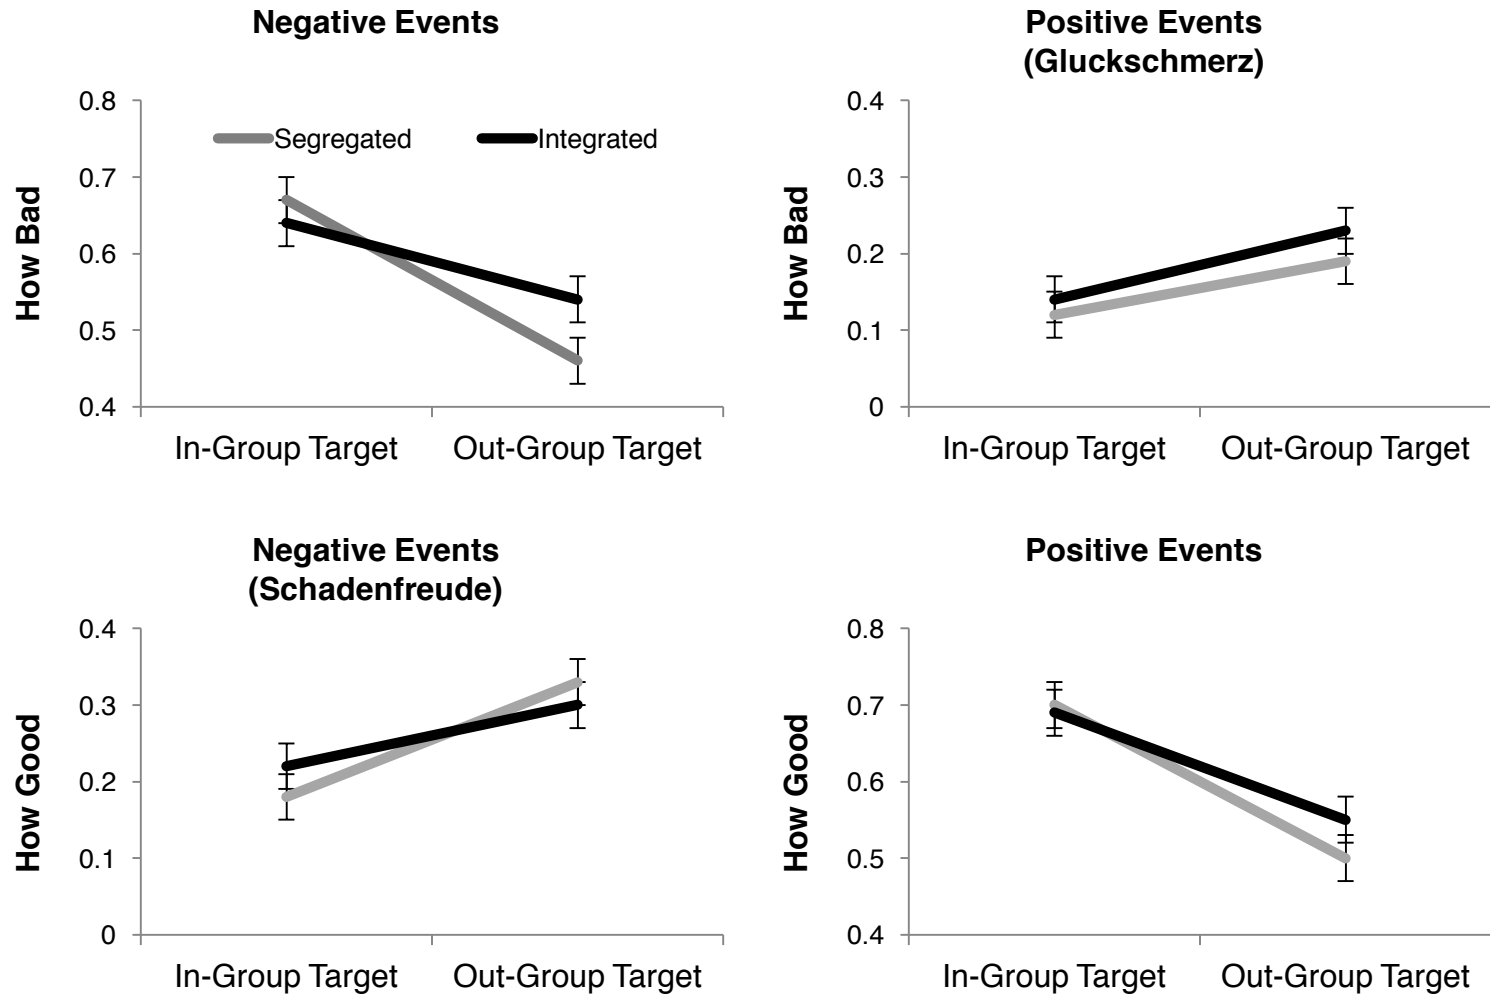 Negative Events
How Bad
0.8
0.7
0.6
0.5
0.4
Segregated
Integrated
In-Group Target
Out-Group Target
Positive Events
(Gluckschmerz)
How Bad
0.4
0.3
0.2
0.1
0
In-Group Target
Out-Group Target
Negative Events
(Schadenfreude)
How Good
0.4
0.3
0.2
0.1
0
In-Group Target
Out-Group Target
Positive Events
How Good
0.8
0.7
0.6
0.5
0.4
In-Group Target
Out-Group Target